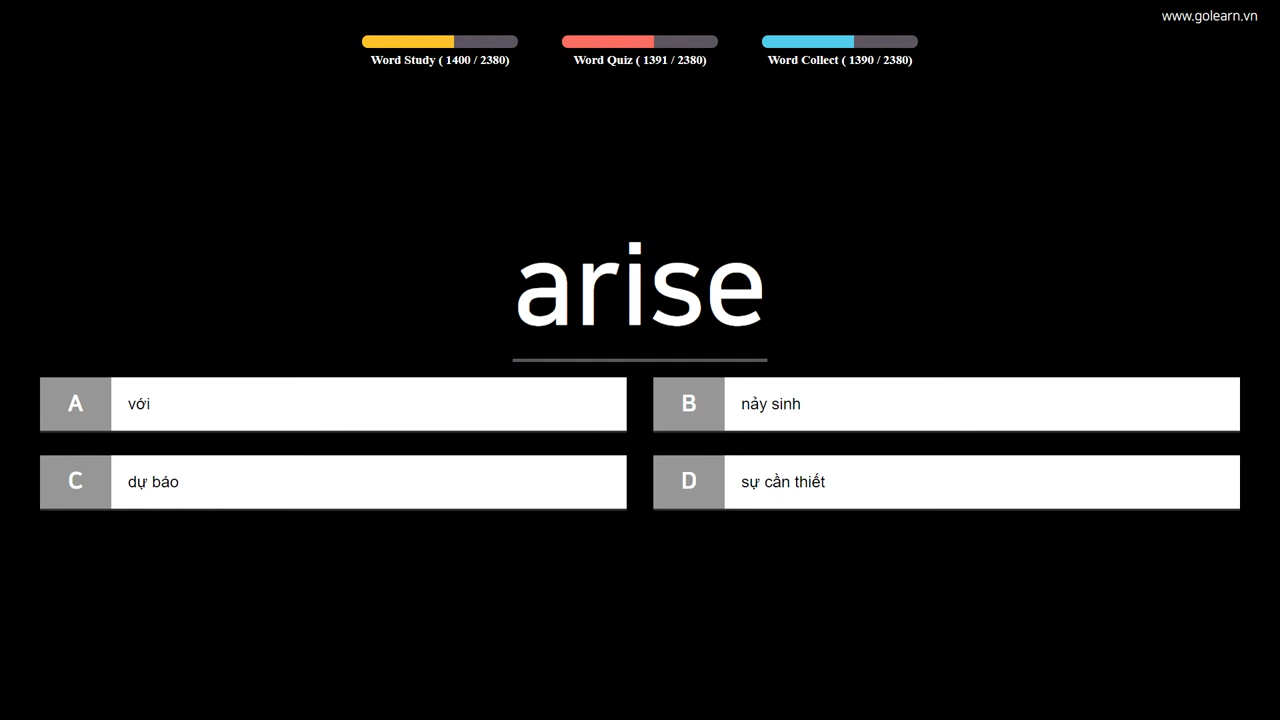 www.golearn.vn
Word Study ( 1400 / 2380)
Word Quiz ( 1391 / 2380)
Word Collect ( 1390 / 2380)
arise
A với
B nảy sinh
C dự báo
D sự cần thiết